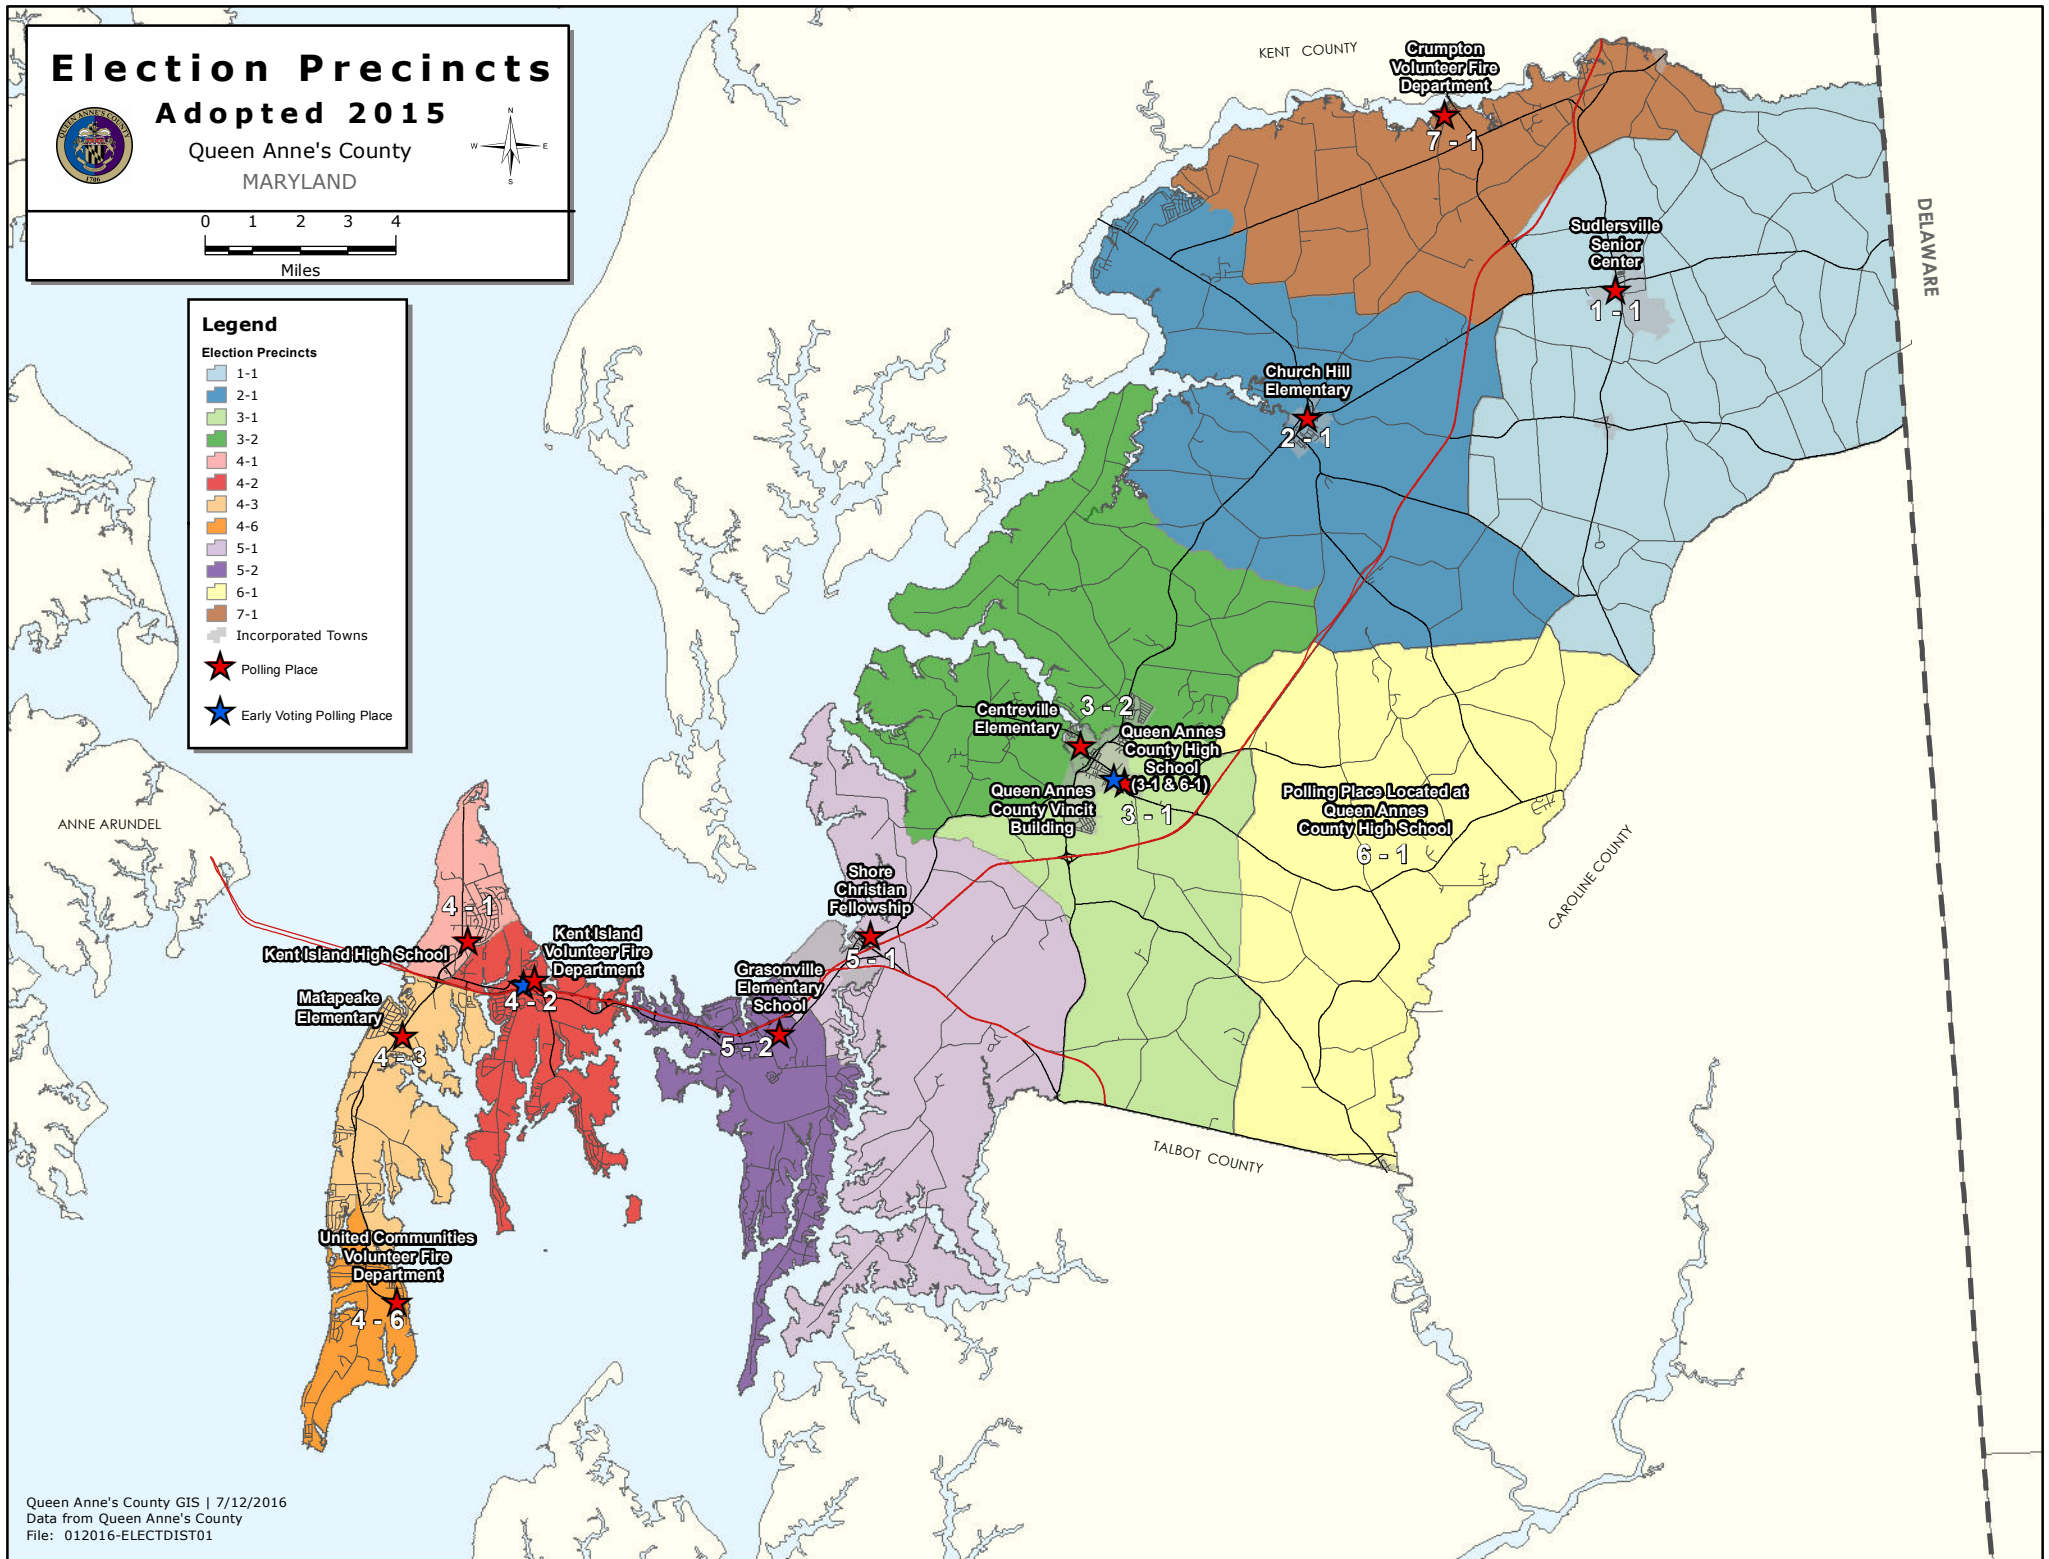 Election Precincts
Adopted 2015
Queen Anne's County
MARYLAND
N
W
E
S
QUEEN ANNE'S COUNTY
1706
0 1 2 3 4
Miles
Legend
Election Precincts
1-1
2-1
3-1
3-2
4-1
4-2
4-3
4-6
5-1
5-2
6-1
7-1
Incorporated Towns
Polling Place
Early Voting Polling Place
KENT COUNTY
Crumpton
Volunteer Fire
Department
7 - 1
DELAWARE
Sudlersville
Senior
Center
1 - 1
Church Hill
Elementary
2 - 1
3 - 2
Centreville
Elementary
Queen Annes
County High
School
(3-1 & 6-1)
Queen Annes
County Vincit
Building
3 - 1
Polling Place Located at
Queen Annes
County High School
6 - 1
CAROLINE COUNTY
ANNE ARUNDEL
Shore
Christian
Fellowship
5 - 1
4 - 1
Kent Island High School
Kent Island
Volunteer Fire
Department
4 - 2
Grasonville
Elementary
School
5 - 2
Matapeake
Elementary
4 - 3
TALBOT COUNTY
United Communities
Volunteer Fire
Department
4 - 6
Queen Anne's County GIS | 7/12/2016
Data from Queen Anne's County
File: 012016-ELECTDIST01